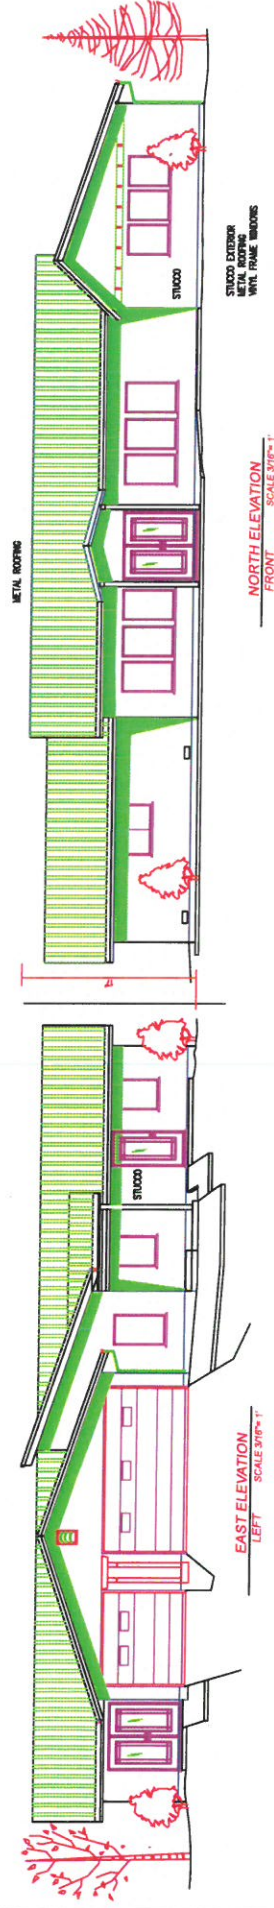 METAL ROOFING
STUCCO
STUCCO EXTERIOR
METAL ROOFING
VINYL FRAME WINDOWS
NORTH ELEVATION
FRONT
SCALE 3/16"= 1'
STUCCO
EAST ELEVATION
LEFT
SCALE 3/16"= 1'